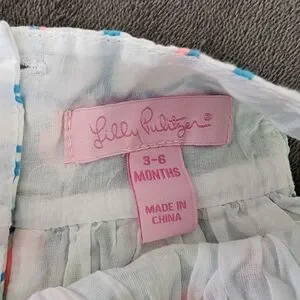 Lilly Pulitzer®
3-6
MONTHS
MADE IN
CHINA